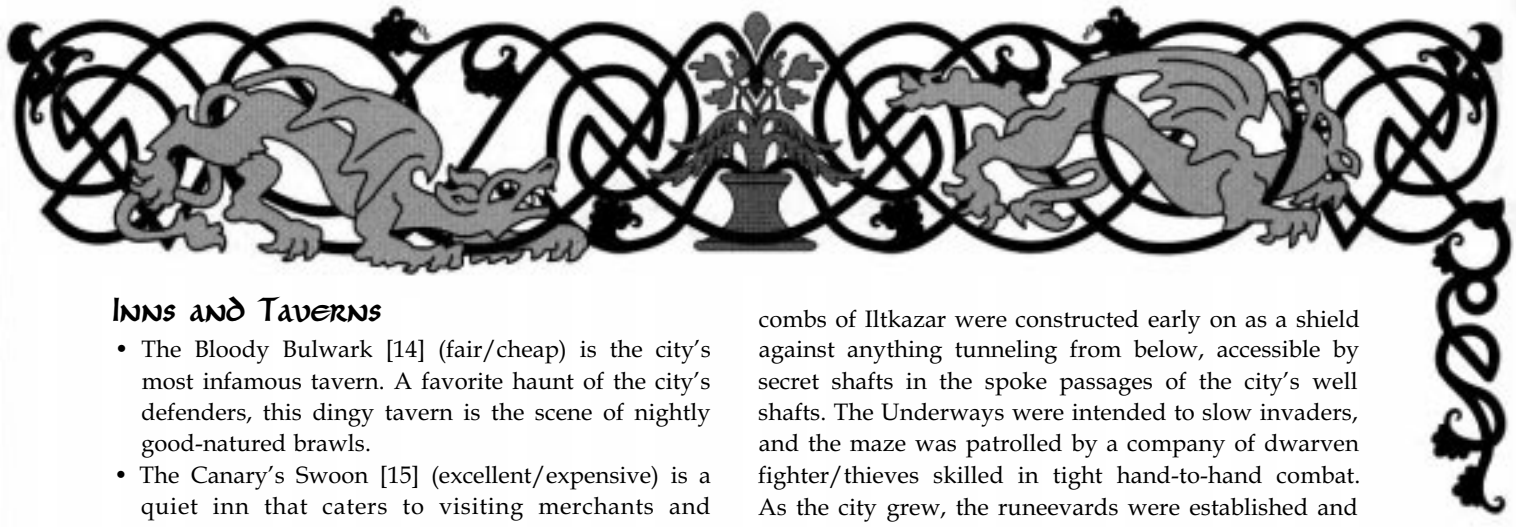 Inns and Taverns
• The Bloody Bulwark [14] (fair/cheap) is the city's
most infamous tavern. A favorite haunt of the city's
defenders, this dingy tavern is the scene of nightly
good-natured brawls.
• The Canary's Swoon [15] (excellent/expensive) is a
quiet inn that caters to visiting merchants and
combs of Iltkazar were constructed early on as a shield
against anything tunneling from below, accessible by
secret shafts in the spoke passages of the city's well
shafts. The Underways were intended to slow invaders,
and the maze was patrolled by a company of dwarven
fighter/thieves skilled in tight hand-to-hand combat.
As the city grew, the runeevards were established and